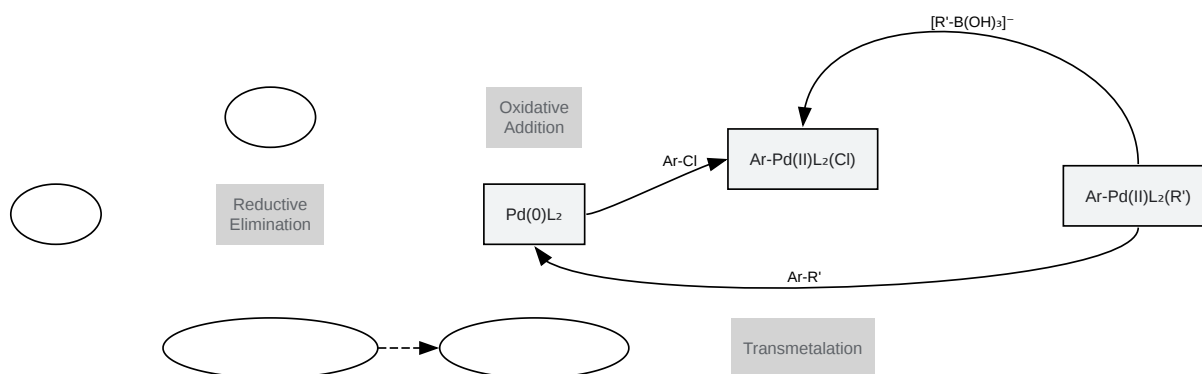 [R'-B(OH)₃]⁻
Oxidative
Addition
Ar-Cl
Ar-Pd(II)L₂(Cl)
Reductive
Elimination
Pd(0)L₂
Ar-Pd(II)L₂(R')
Ar-R'
Transmetalation